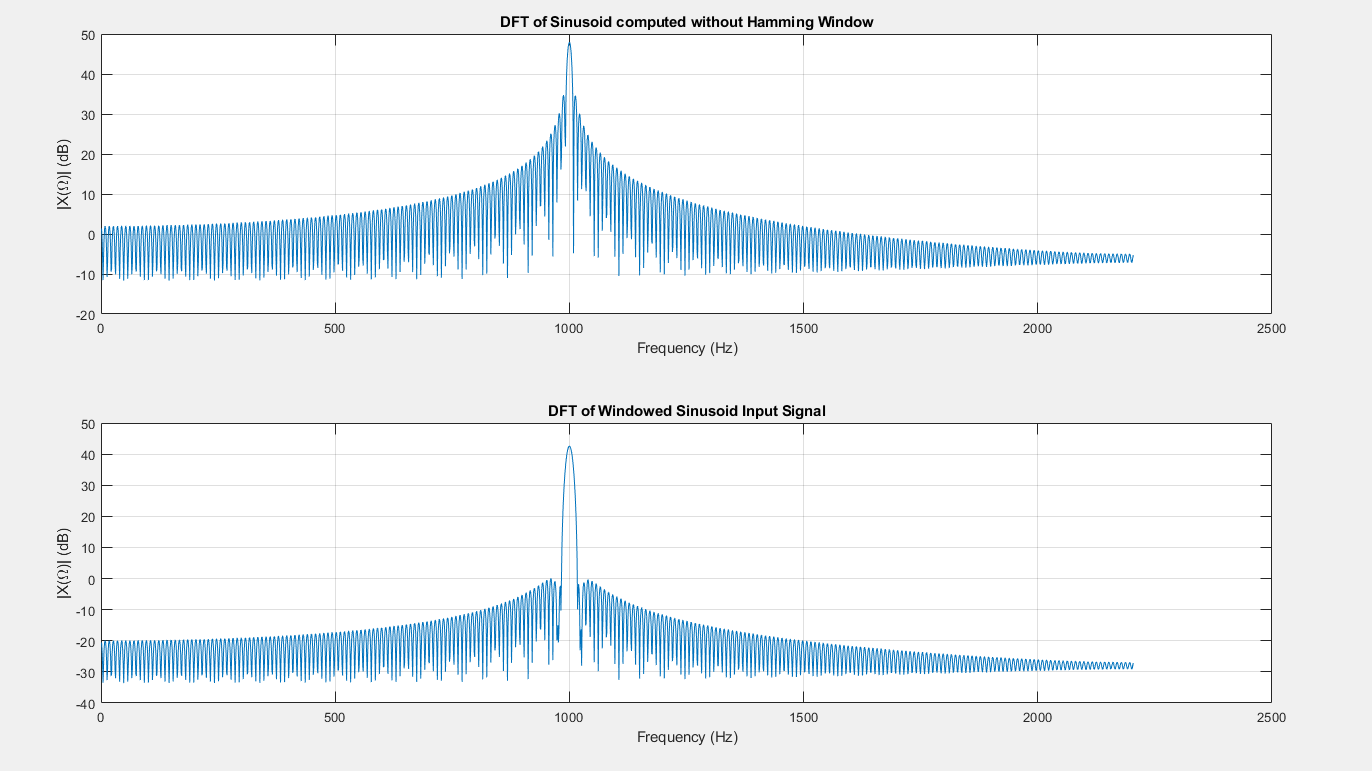 DFT of Sinusoid computed without Hamming Window
50
40
30
20
10
0
-10
-20
|X(Ω)| (dB)
0 500 1000 1500 2000 2500
Frequency (Hz)
DFT of Windowed Sinusoid Input Signal
50
40
30
20
10
0
-10
-20
-30
-40
|X(Ω)| (dB)
0 500 1000 1500 2000 2500
Frequency (Hz)